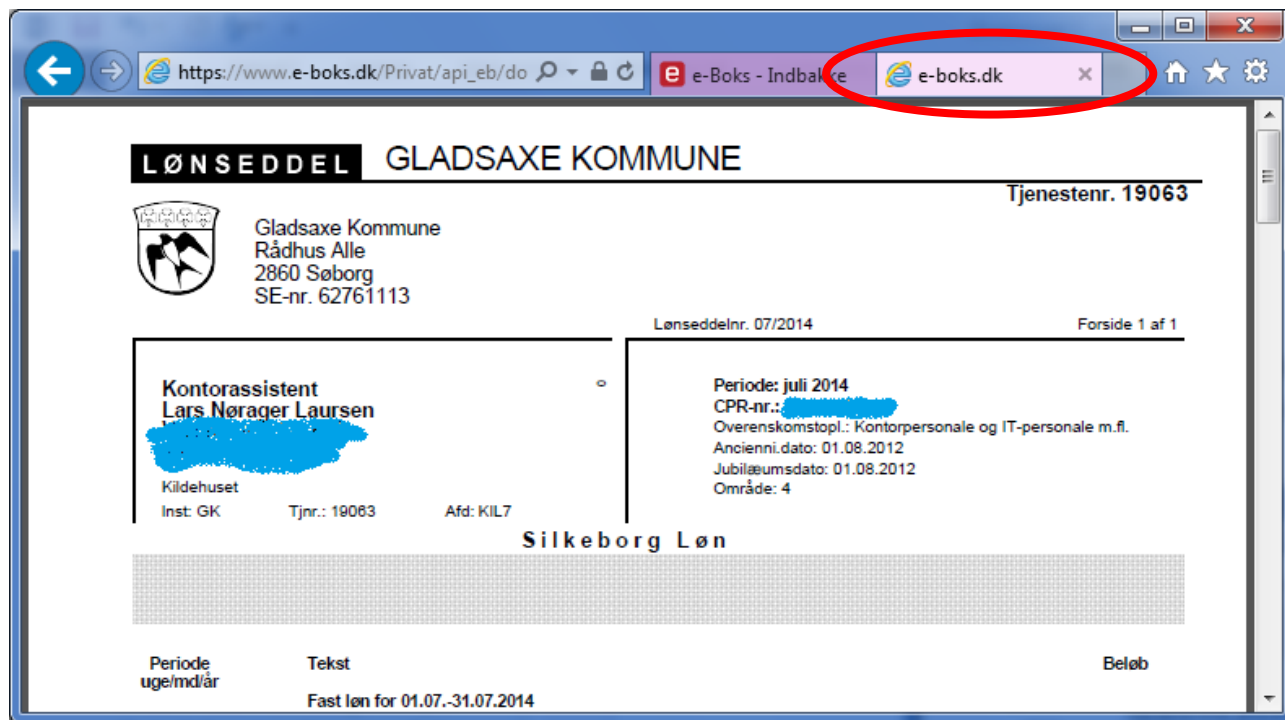 https://www.e-boks.dk/Privat/api_eb/do
e-Boks - Indbakke
e-boks.dk
LØNSEDDEL GLADSAXE KOMMUNE
Tjenestenr. 19063
Gladsaxe Kommune
Rådhus Alle
2860 Søborg
SE-nr. 62761113
Lønseddelnr. 07/2014
Forside 1 af 1
Kontorassistent
Lars Nørager Laursen
Kildehuset
Inst: GK Tjnr.: 19063 Afd: KIL7
Periode: juli 2014
CPR-nr.:
Overenskomstopl.: Kontorpersonale og IT-personale m.fl.
Ancienni.dato: 01.08.2012
Jubilæumsdato: 01.08.2012
Område: 4
Silkeborg Løn
Periode Tekst Beløb
uge/md/år
Fast løn for 01.07.-31.07.2014